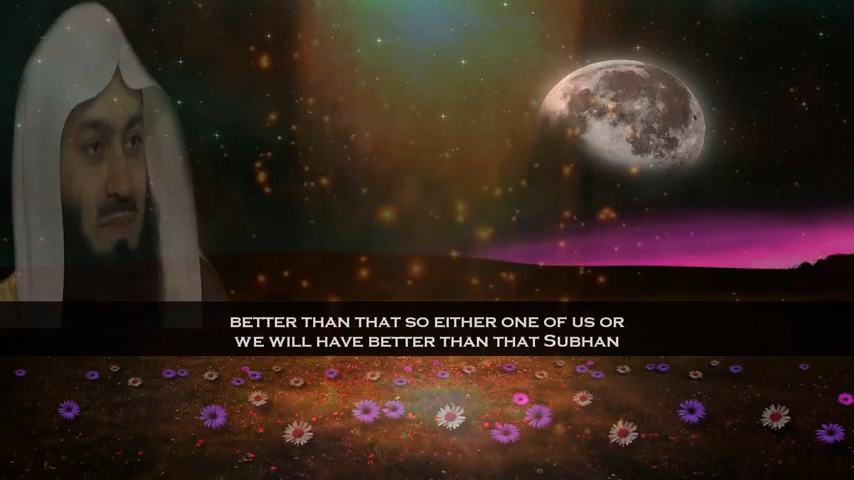 BETTER THAN THAT SO EITHER ONE OF US OR
WE WILL HAVE BETTER THAN THAT SUBHAN